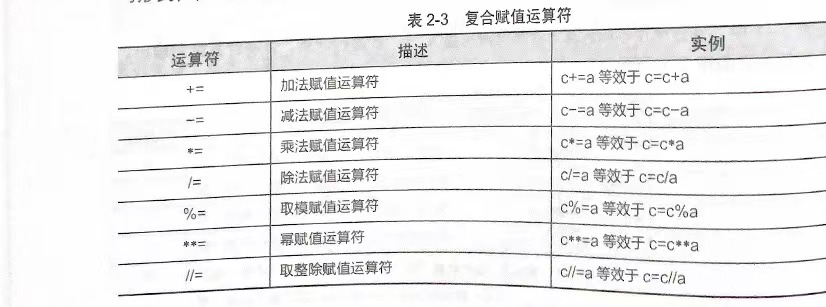 表 2-3 复合赋值运算符
运算符 描述 实例
+= 加法赋值运算符 c+=a 等效于 c=c+a
-= 减法赋值运算符 c-=a 等效于 c=c-a
*= 乘法赋值运算符 c*=a 等效于 c=c*a
/= 除法赋值运算符 c/=a 等效于 c=c/a
%= 取模赋值运算符 c%=a 等效于 c=c%a
**= 幂赋值运算符 c**=a 等效于 c=c**a
//= 取整除赋值运算符 c//=a 等效于 c=c//a